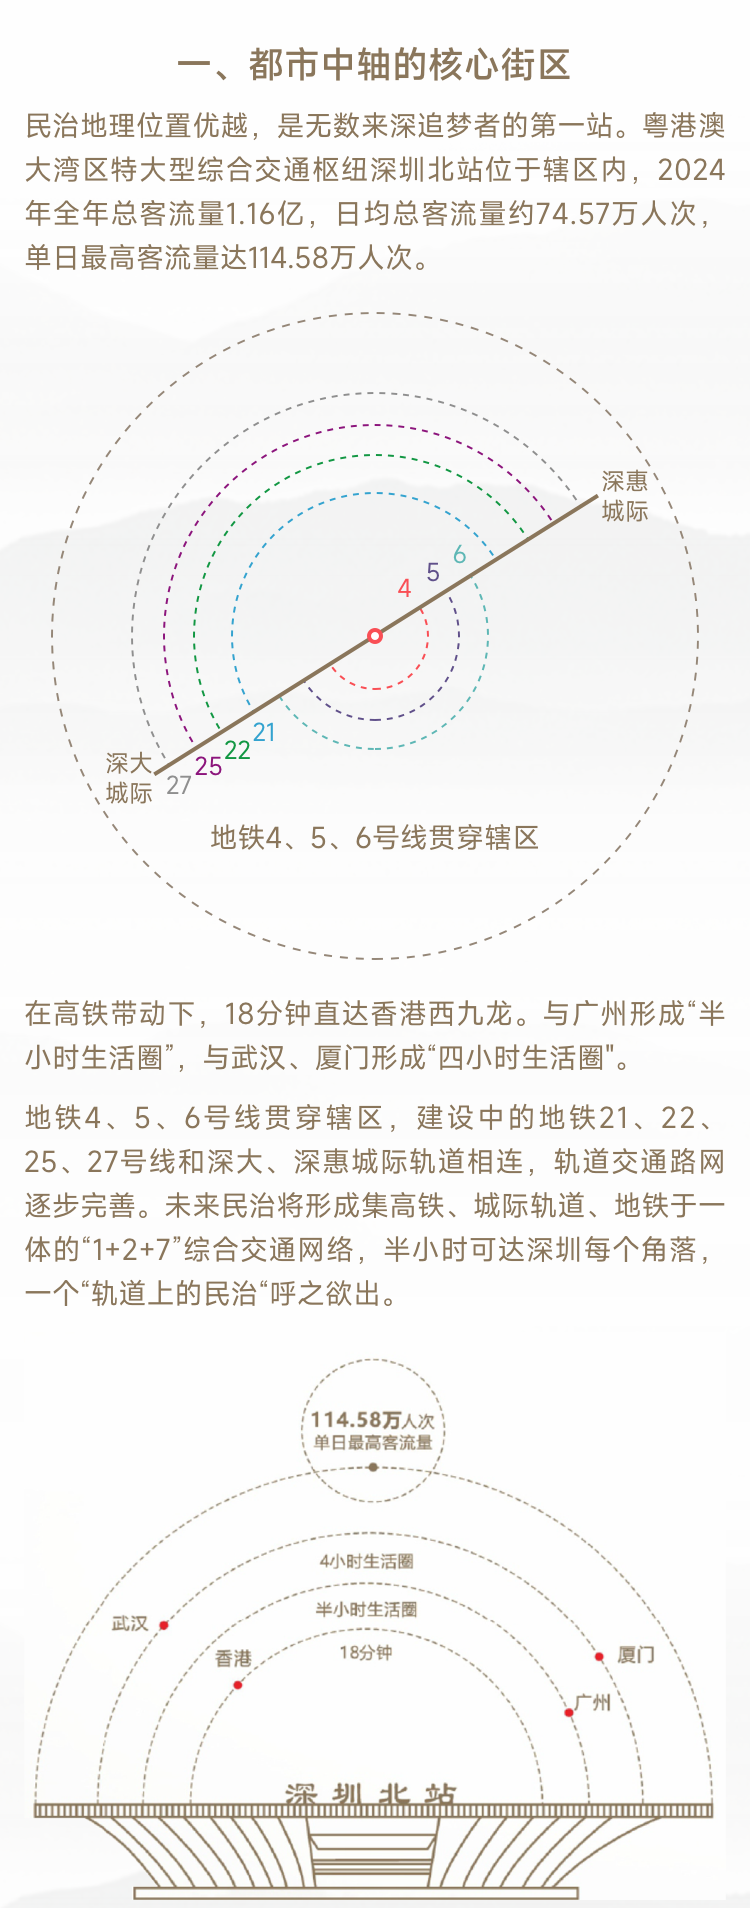 一、都市中轴的核心街区
民治地理位置优越，是无数来深追梦者的第一站。粤港澳
大湾区特大型综合交通枢纽深圳北站位于辖区内，2024
年全年总客流量1.16亿，日均总客流量约74.57万人次，
单日最高客流量达114.58万人次。
深惠
城际
6
5
4
21
22
25
27
深大
城际
地铁4、5、6号线贯穿辖区
在高铁带动下，18分钟直达香港西九龙。与广州形成“半
小时生活圈”，与武汉、厦门形成“四小时生活圈"。
地铁4、5、6号线贯穿辖区，建设中的地铁21、22、
25、27号线和深大、深惠城际轨道相连，轨道交通路网
逐步完善。未来民治将形成集高铁、城际轨道、地铁于一
体的“1+2+7”综合交通网络，半小时可达深圳每个角落，
一个“轨道上的民治“呼之欲出。
114.58万人次
单日最高客流量
4小时生活圈
半小时生活圈
武汉
18分钟
香港
厦门
广州
深圳北站